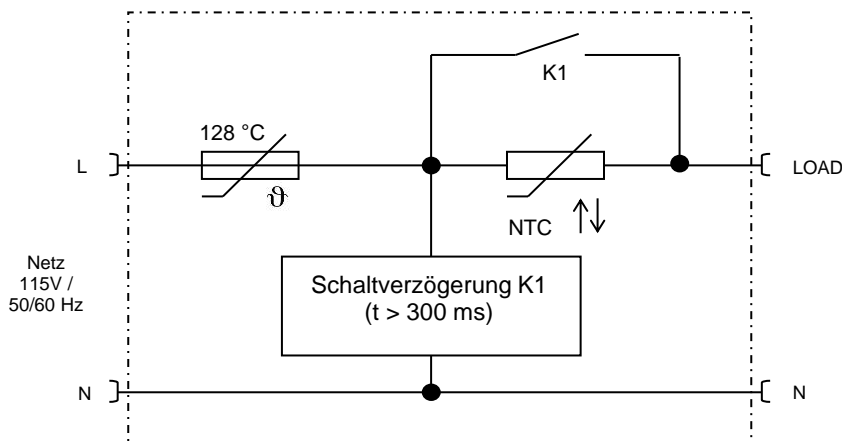 K1
128 °C
L
LOAD
ϑ
NTC
Netz
115V /
50/60 Hz
Schaltverzögerung K1
(t > 300 ms)
N
N